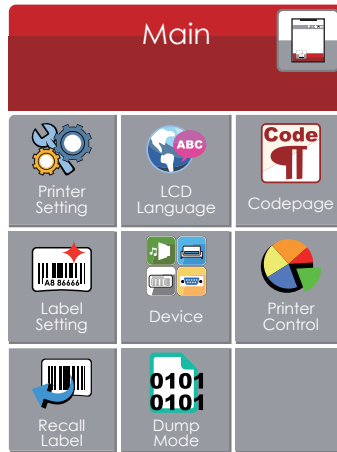 Main
Printer
Setting
ABC
LCD
Language
Code
Codepage
A8 86666
Label
Setting
Device
Printer
Control
Recall
Label
0101
0101
Dump
Mode